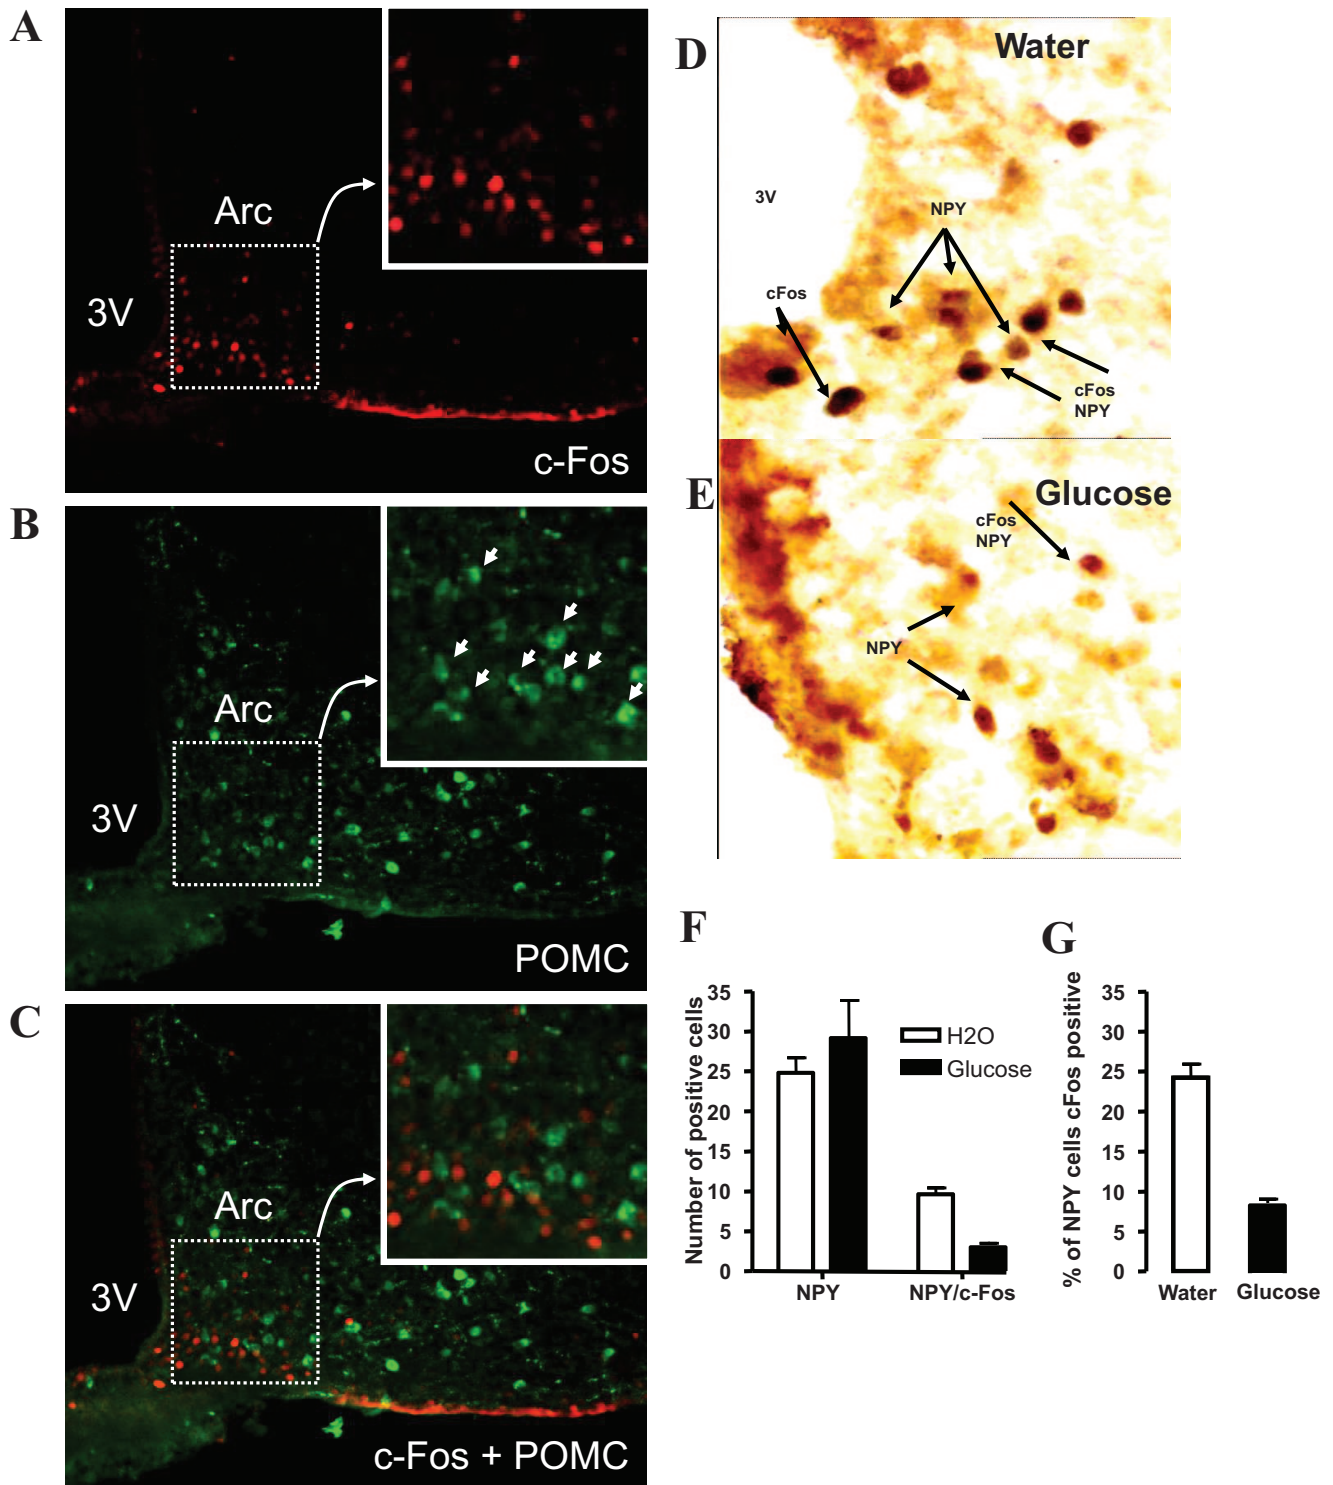 A
Arc
3V
c-Fos
B
Arc
3V
POMC
C
Arc
3V
c-Fos + POMC
D
Water
3V
NPY
cFos
cFos
NPY
E
Glucose
cFos
NPY
NPY
F
Number of positive cells
35
30
25
20
15
10
5
0
H2O
Glucose
NPY
NPY/c-Fos
G
% of NPY cells cFos positive
35
30
25
20
15
10
5
0
Water
Glucose